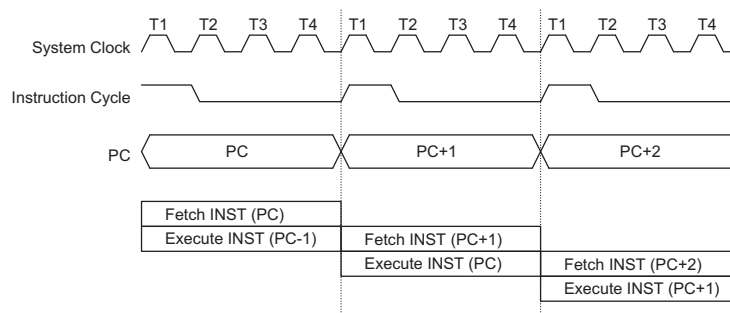 T1 T2 T3 T4 T1 T2 T3 T4 T1 T2 T3 T4
System Clock
Instruction Cycle
PC PC PC+1 PC+2
Fetch INST (PC)
Execute INST (PC-1) Fetch INST (PC+1)
Execute INST (PC) Fetch INST (PC+2)
Execute INST (PC+1)